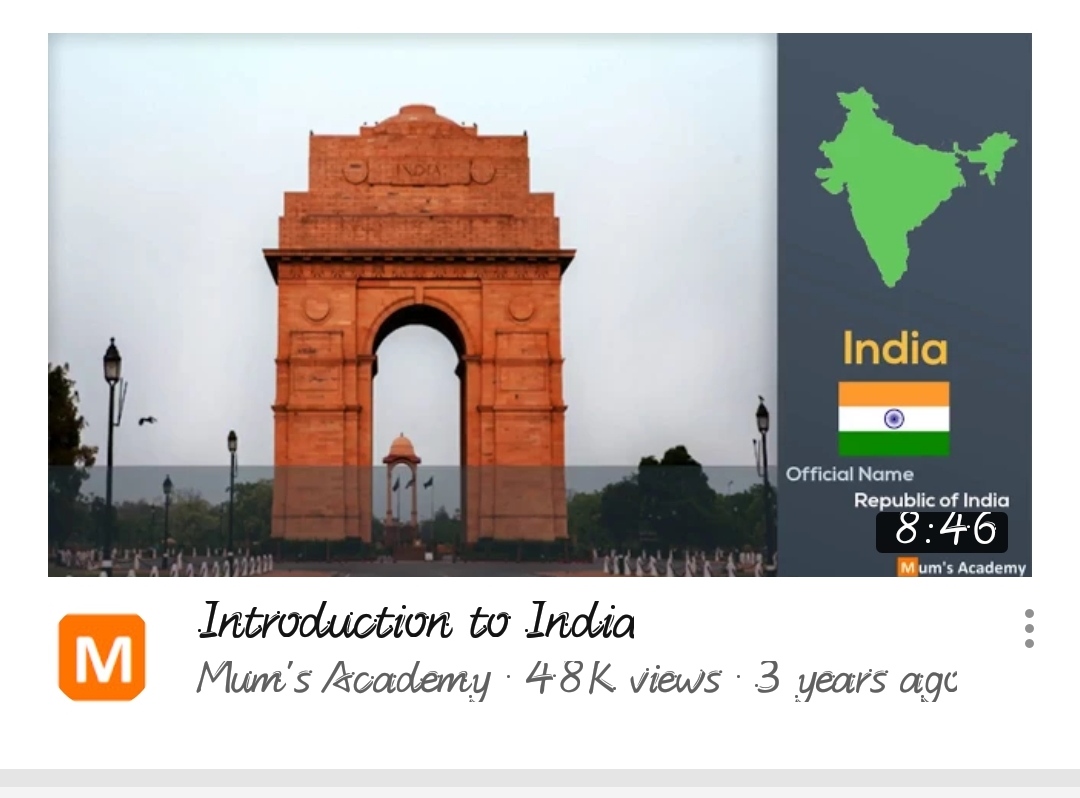 INDIA
India
Official Name
Republic of India
8:46
Mum's Academy
M
Introduction to India
Mum's Academy · 48K views · 3 years ago